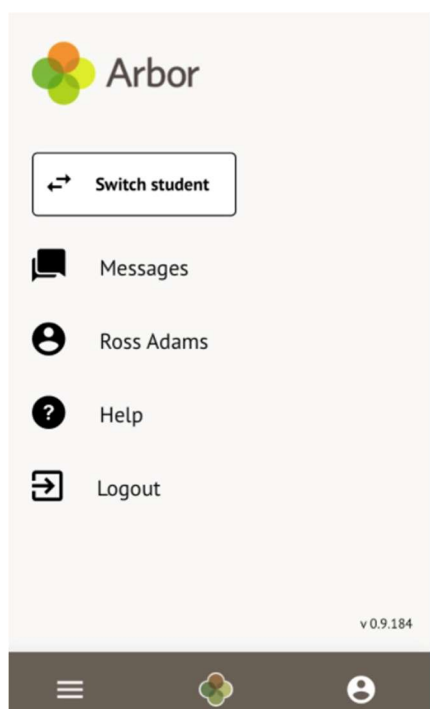 Arbor
Switch student
Messages
Ross Adams
Help
Logout
v 0.9.184